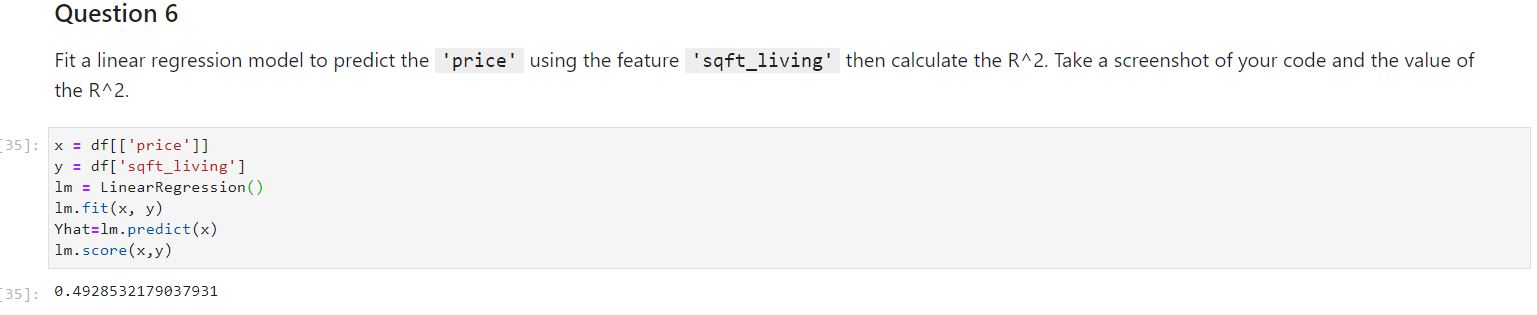 Question 6
Fit a linear regression model to predict the 'price' using the feature 'sqft_living' then calculate the R^2. Take a screenshot of your code and the value of
the R^2.
[35]: x = df[['price']]
y = df['sqft_living']
lm = LinearRegression()
lm.fit(x, y)
Yhat=lm.predict(x)
lm.score(x,y)
[35]: 0.4928532179037931